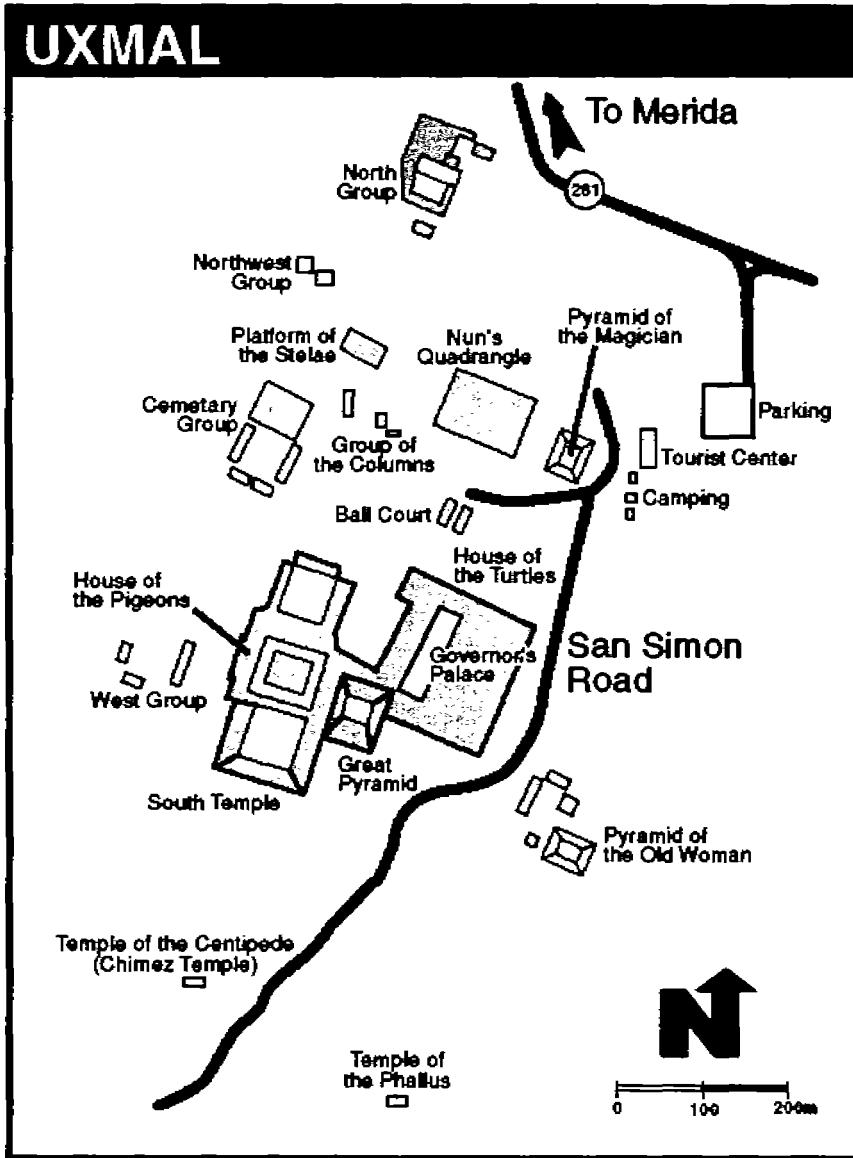 UXMAL
To Merida
261
North
Group
Northwest
Group
Platform of
the Stelae
Nun's
Quadrangle
Pyramid of
the Magician
Cemetary
Group
Group of
the Columns
Parking
Tourist Center
Camping
Ball Court
House of
the Turtles
House of
the Pigeons
Governor's
Palace
San Simon
Road
West Group
Great
Pyramid
South Temple
Pyramid of
the Old Woman
Temple of the Centipede
(Chimez Temple)
N
Temple of
the Phallus
0 100 200m